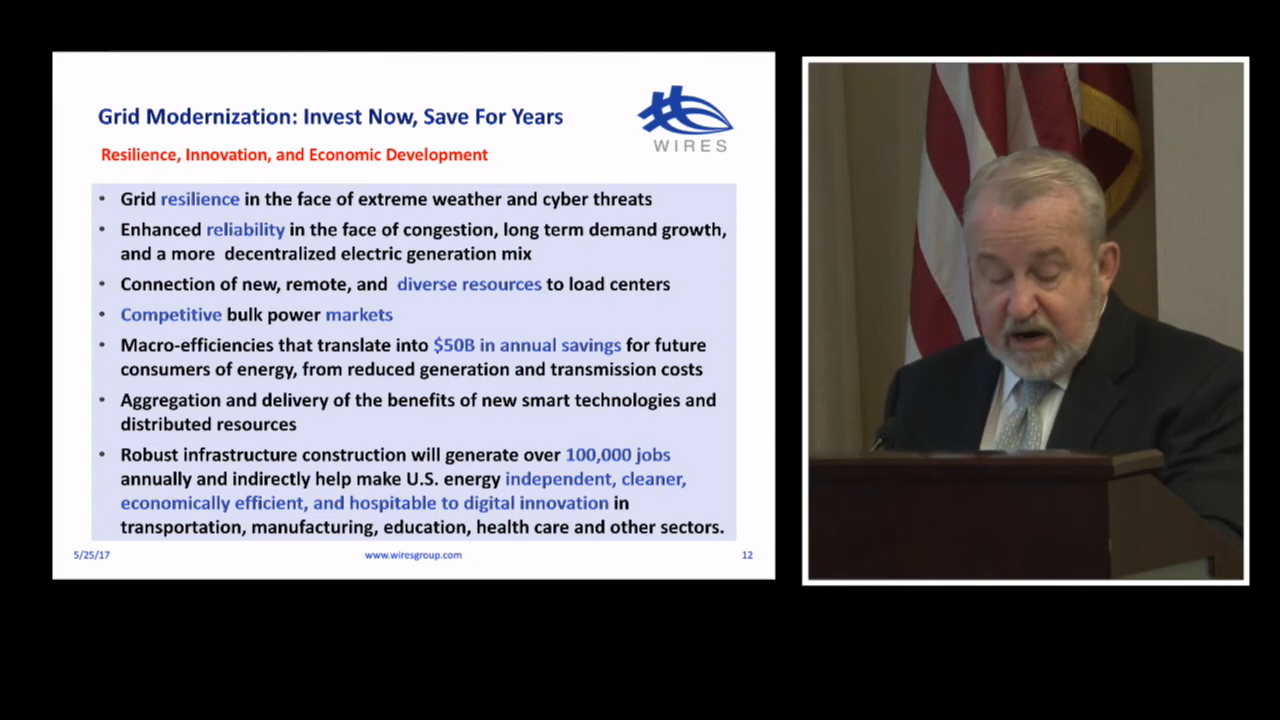 Grid Modernization: Invest Now, Save For Years
WIRES
Resilience, Innovation, and Economic Development
• Grid resilience in the face of extreme weather and cyber threats
• Enhanced reliability in the face of congestion, long term demand growth,
and a more decentralized electric generation mix
• Connection of new, remote, and diverse resources to load centers
• Competitive bulk power markets
• Macro-efficiencies that translate into $50B in annual savings for future
consumers of energy, from reduced generation and transmission costs
• Aggregation and delivery of the benefits of new smart technologies and
distributed resources
• Robust infrastructure construction will generate over 100,000 jobs
annually and indirectly help make U.S. energy independent, cleaner,
economically efficient, and hospitable to digital innovation in
transportation, manufacturing, education, health care and other sectors.
5/25/17 www.wiresgroup.com 12